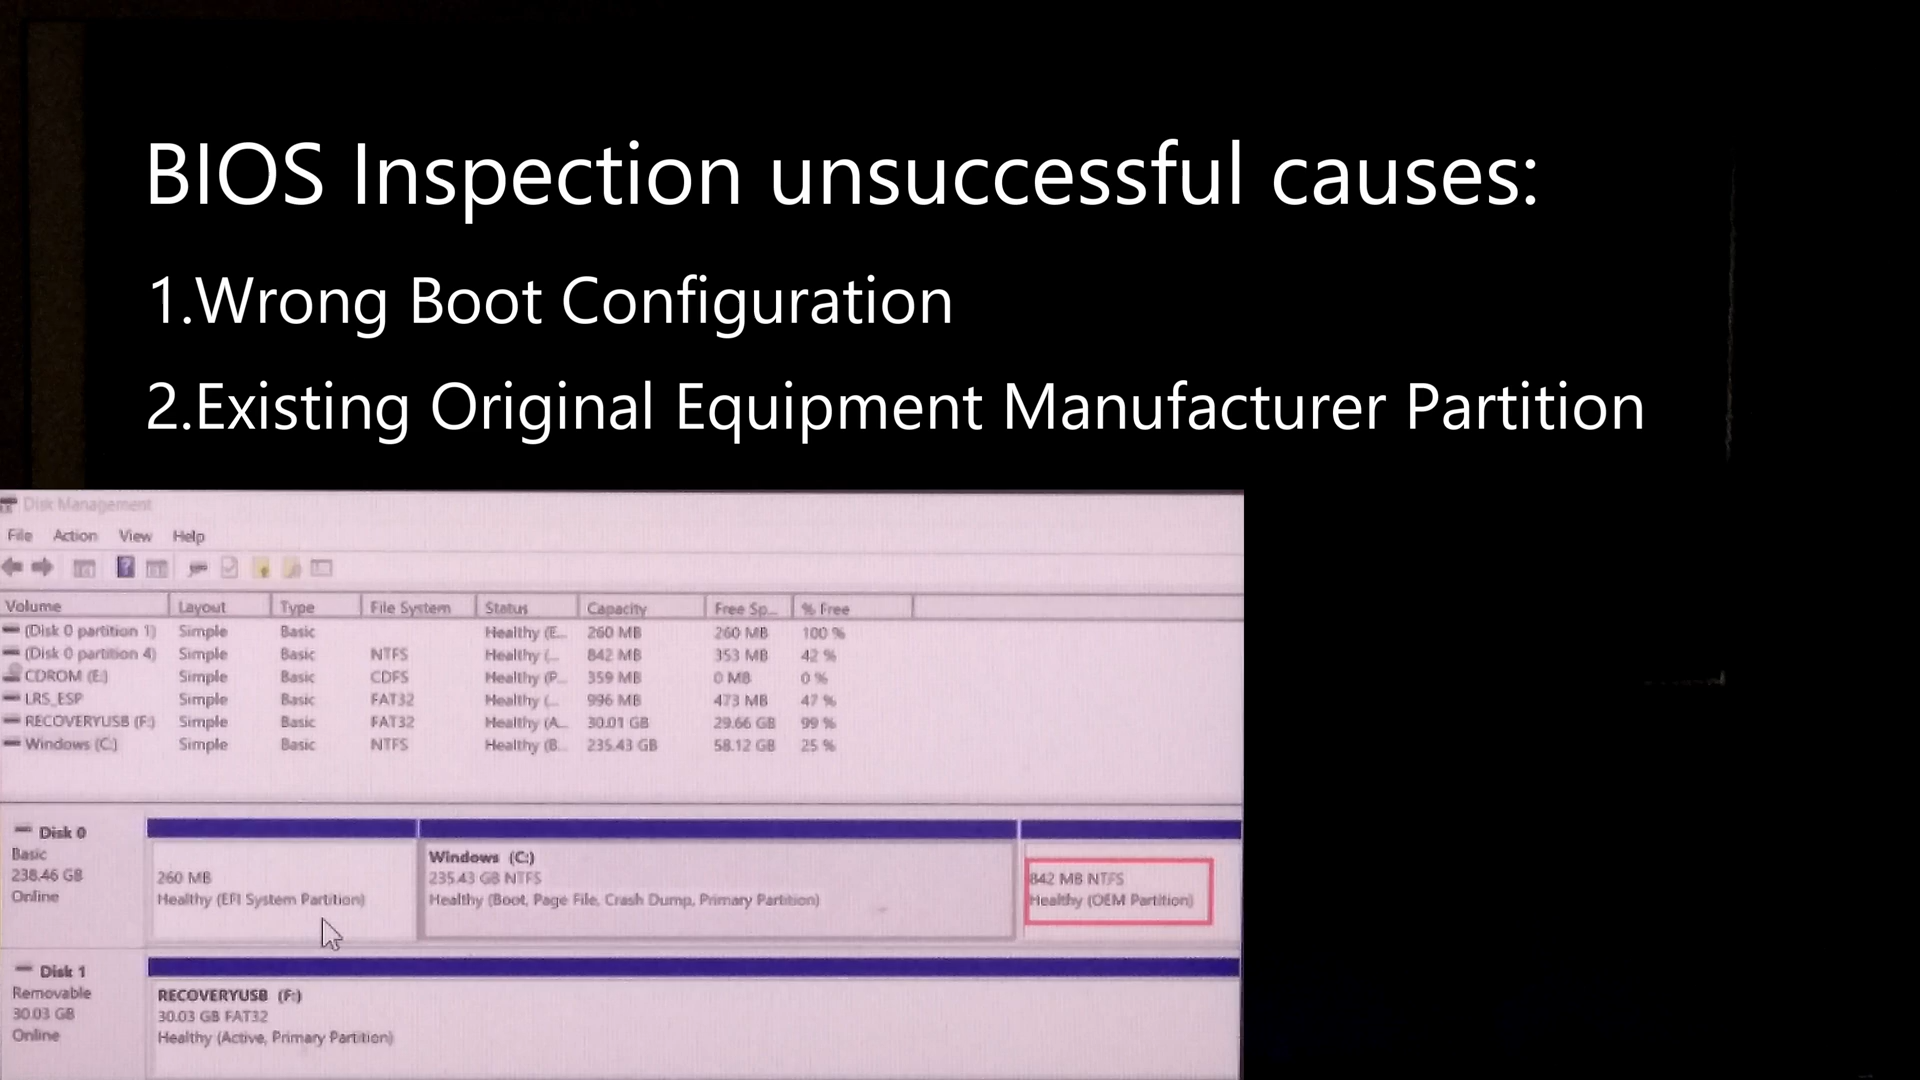 BIOS Inspection unsuccessful causes:
1.Wrong Boot Configuration
2.Existing Original Equipment Manufacturer Partition
Disk Management
File Action View Help
Volume Layout Type File System Status Capacity Free Sp... % Free
(Disk 0 partition 1) Simple Basic Healthy (E... 260 MB 260 MB 100 %
(Disk 0 partition 4) Simple Basic NTFS Healthy (... 842 MB 353 MB 42 %
CDROM (E:) Simple Basic CDFS Healthy (P... 359 MB 0 MB 0 %
LRS_ESP Simple Basic FAT32 Healthy (... 996 MB 473 MB 47 %
RECOVERYUSB (F:) Simple Basic FAT32 Healthy (A... 30.01 GB 29.66 GB 99 %
Windows (C:) Simple Basic NTFS Healthy (B... 235.43 GB 58.12 GB 25 %
Disk 0
Basic
238.46 GB
Online
260 MB
Healthy (EFI System Partition)
Windows (C:)
235.43 GB NTFS
Healthy (Boot, Page File, Crash Dump, Primary Partition)
842 MB NTFS
Healthy (OEM Partition)
Disk 1
Removable
30.03 GB
Online
RECOVERYUSB (F:)
30.03 GB FAT32
Healthy (Active, Primary Partition)